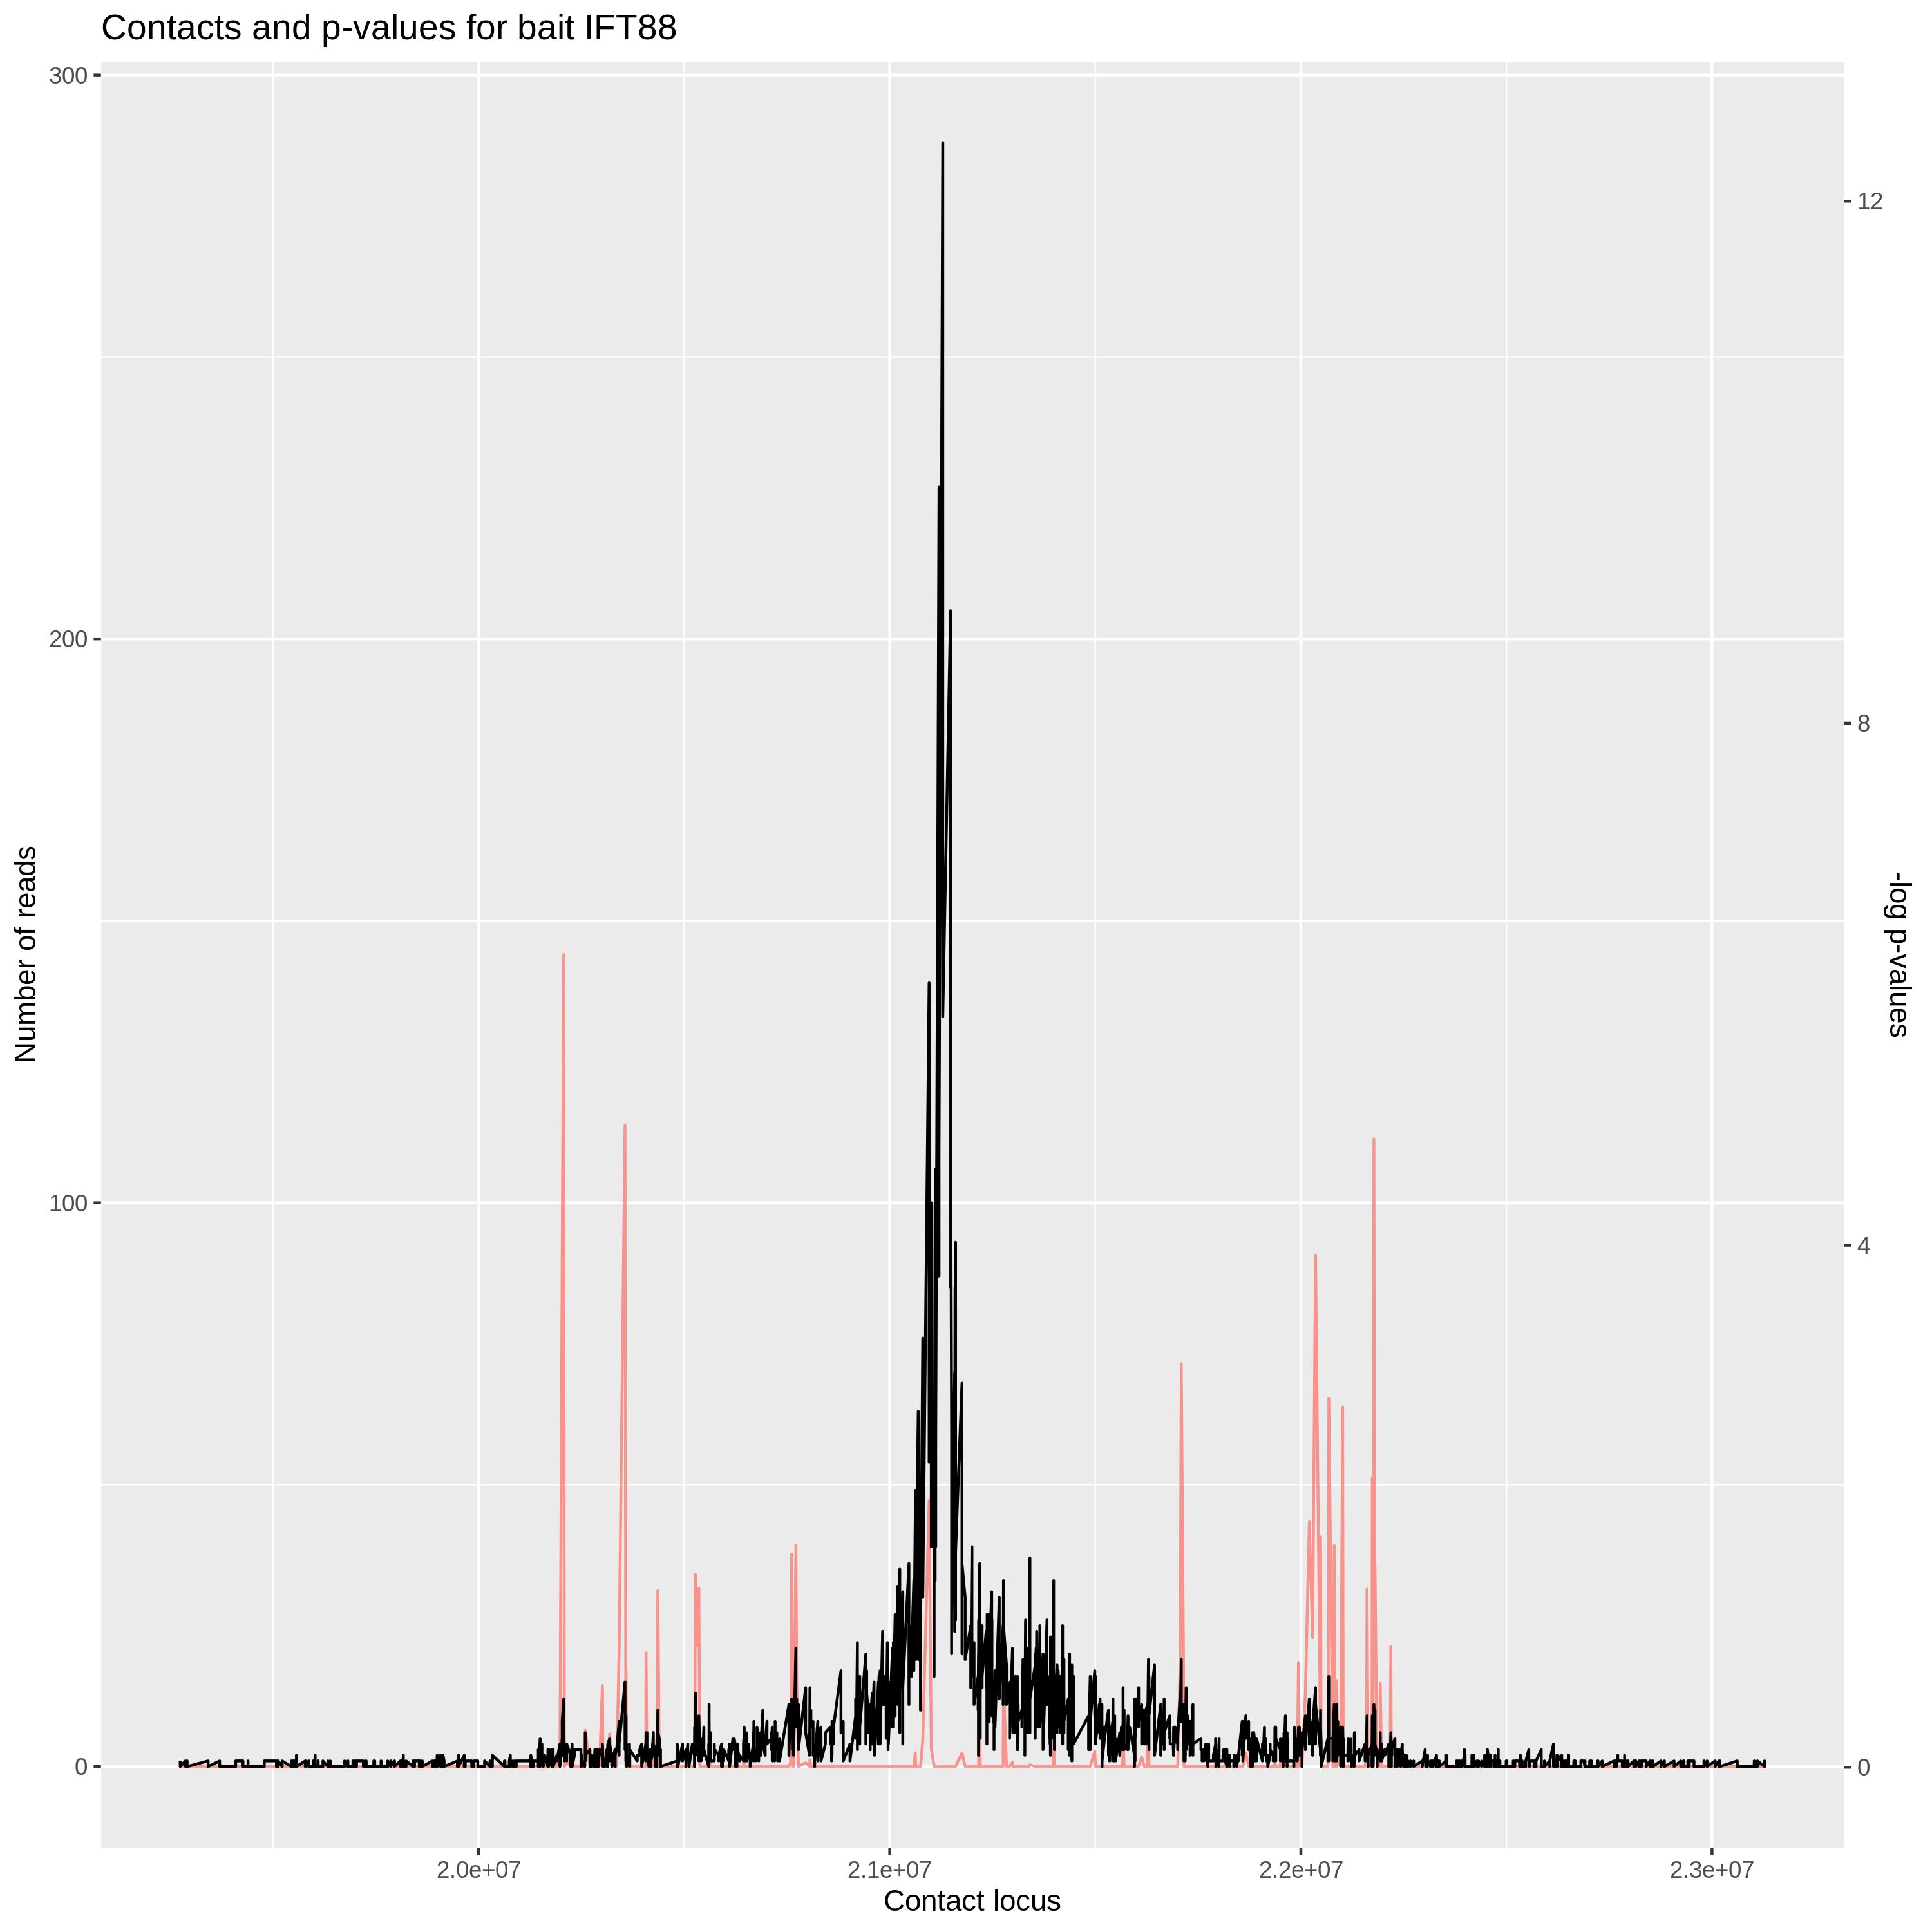 Contacts and p-values for bait IFT88
300
200
100
0
Number of reads
12
8
4
0
-log p-values
2.0e+07
2.1e+07
2.2e+07
2.3e+07
Contact locus